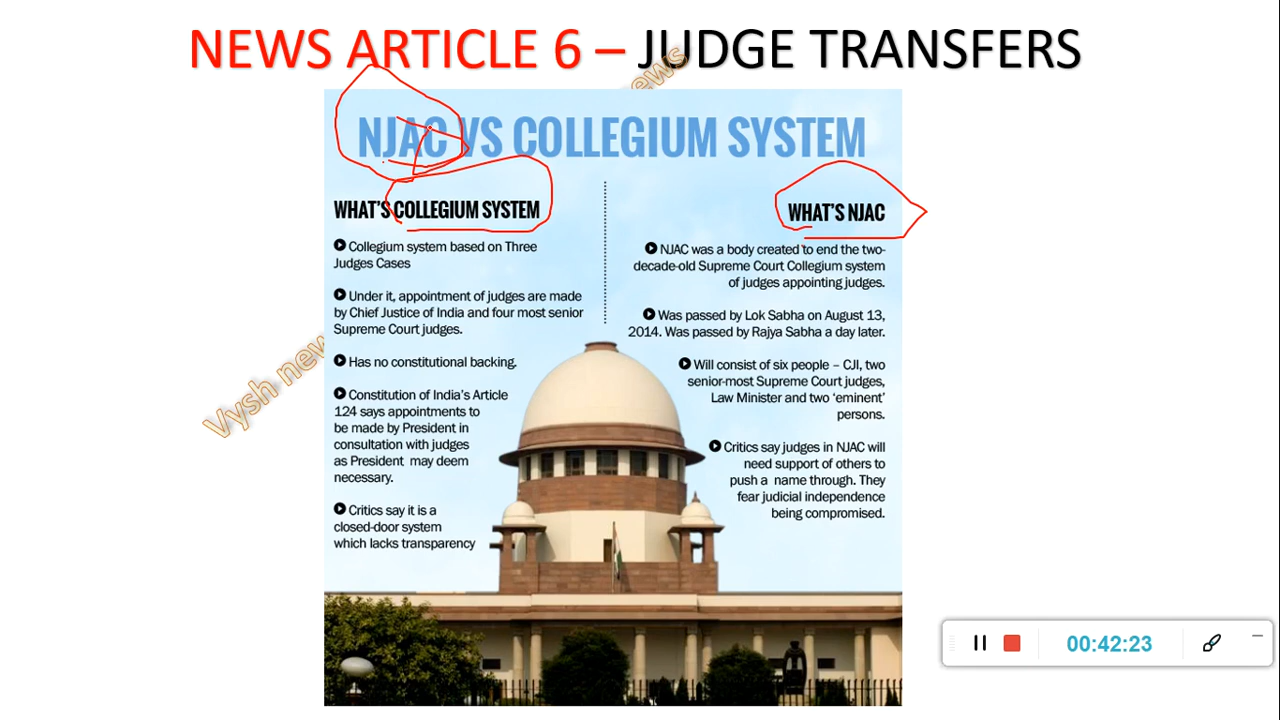 NEWS ARTICLE 6 – JUDGE TRANSFERS
NJAC VS COLLEGIUM SYSTEM
WHAT'S COLLEGIUM SYSTEM
Collegium system based on Three
Judges Cases
Under it, appointment of judges are made
by Chief Justice of India and four most senior
Supreme Court judges.
Has no constitutional backing.
Constitution of India's Article
124 says appointments to
be made by President in
consultation with judges
as President may deem
necessary.
Critics say it is a
closed-door system
which lacks transparency
WHAT'S NJAC
NJAC was a body created to end the two-
decade-old Supreme Court Collegium system
of judges appointing judges.
Was passed by Lok Sabha on August 13,
2014. Was passed by Rajya Sabha a day later.
Will consist of six people – CJI, two
senior-most Supreme Court judges,
Law Minister and two ‘eminent’
persons.
Critics say judges in NJAC will
need support of others to
push a name through. They
fear judicial independence
being compromised.
Vysh new
ews
00:42:23